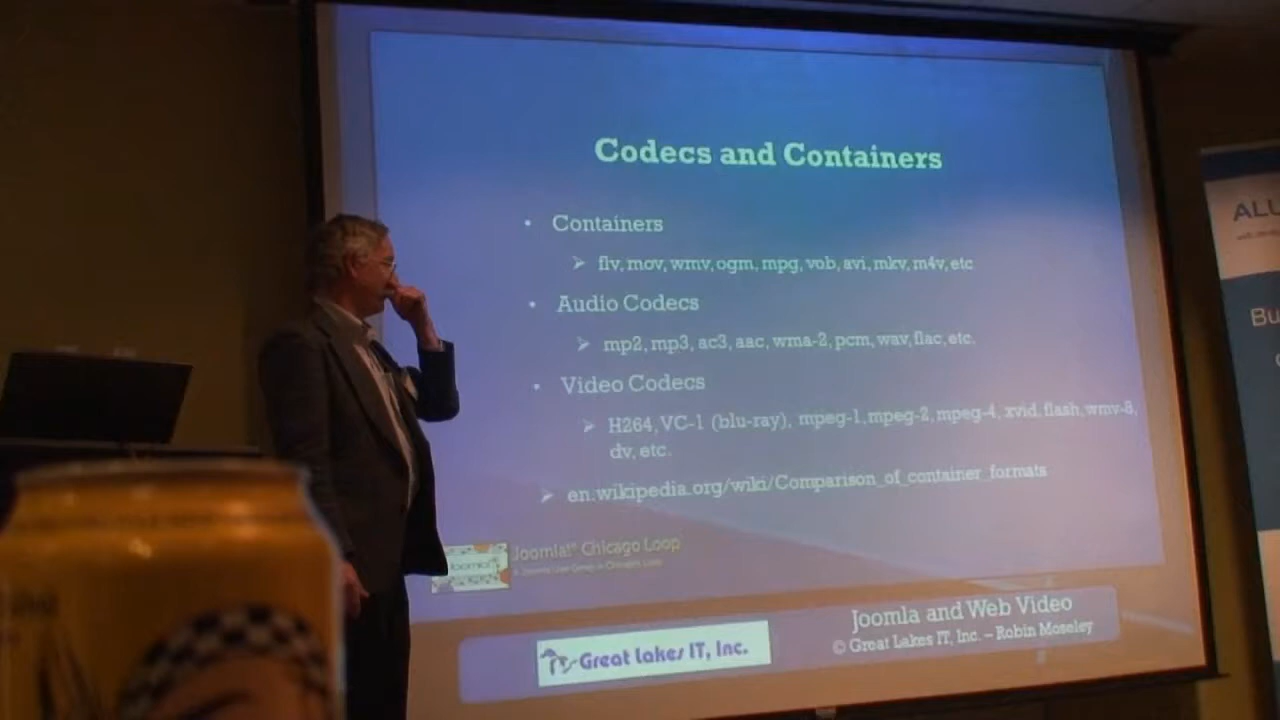 Codecs and Containers
• Containers
➢ flv, mov, wmv, ogm, mpg, vob, avi, mkv, m4v, etc
• Audio Codecs
➢ mp2, mp3, ac3, aac, wma-2, pcm, wav, flac, etc.
• Video Codecs
➢ H264, VC-1 (blu-ray), mpeg-1, mpeg-2, mpeg-4, xvid, flash, wmv-8,
dv, etc.
➢ en.wikipedia.org/wiki/Comparison_of_container_formats
Joomla!® Chicago Loop
Joomla!
Great Lakes IT, Inc.
Joomla and Web Video
© Great Lakes IT, Inc. – Robin Moseley
ALU
Bu